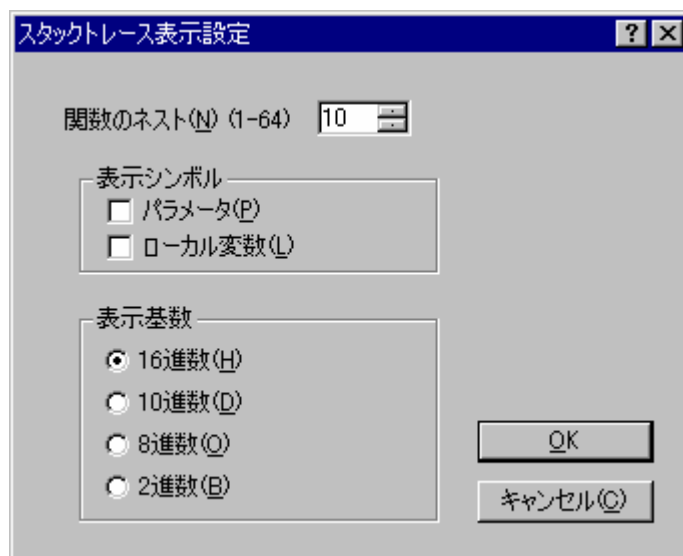 スタックトレース表示設定
関数のネスト(N) (1-64) 10
表示シンボル
パラメータ(P)
ローカル変数(L)
表示基数
16進数(H)
10進数(D)
8進数(O)
2進数(B)
OK
キャンセル(C)